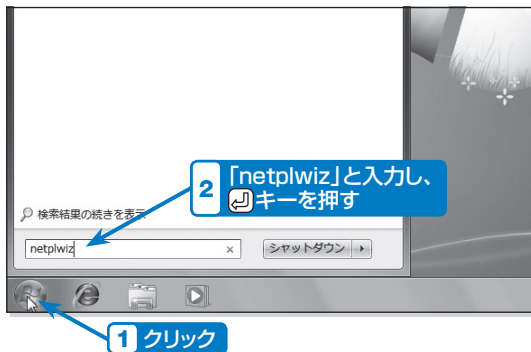 2 「netplwiz」と入力し、
キーを押す
検索結果の続きを表示
netplwiz × シャットダウン
1 クリック